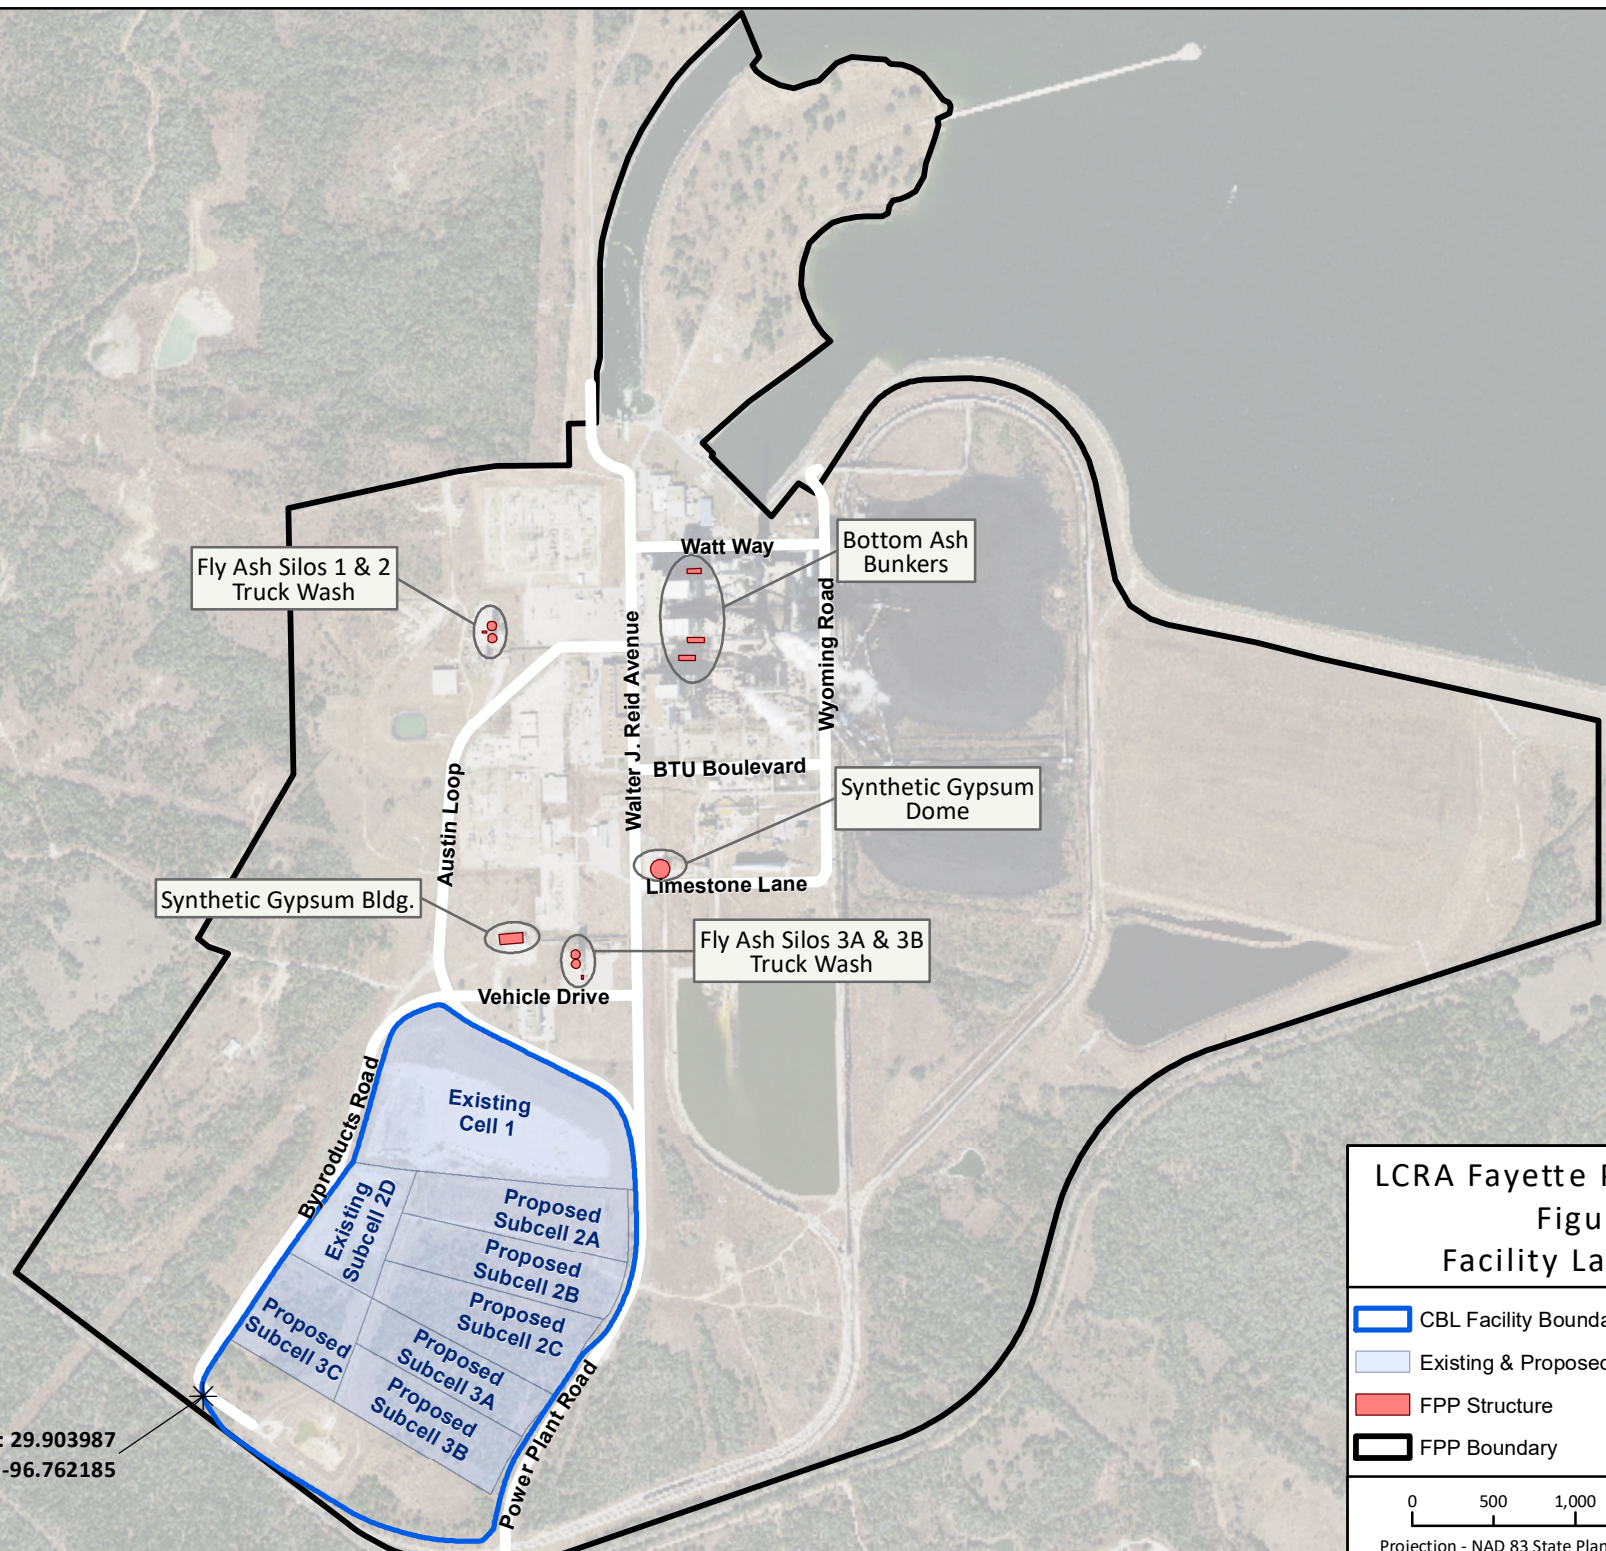 Watt Way
Bottom Ash
Bunkers
Fly Ash Silos 1 & 2
Truck Wash
Walter J. Reid Avenue
Wyoming Road
BTU Boulevard
Austin Loop
Synthetic Gypsum
Dome
Limestone Lane
Synthetic Gypsum Bldg.
Fly Ash Silos 3A & 3B
Truck Wash
Vehicle Drive
Byproducts Road
Existing
Cell 1
Existing
Subcell 2D
Proposed
Subcell 2A
Proposed
Subcell 2B
Proposed
Subcell 2C
Proposed
Subcell 3C
Proposed
Subcell 3A
Proposed
Subcell 3B
Power Plant Road
: 29.903987
-96.762185
LCRA Fayette
Facility
CBL Facility
Existing & Proposed
FPP Structure
FPP Boundary
0 500 1,000
Projection - NAD 83 State